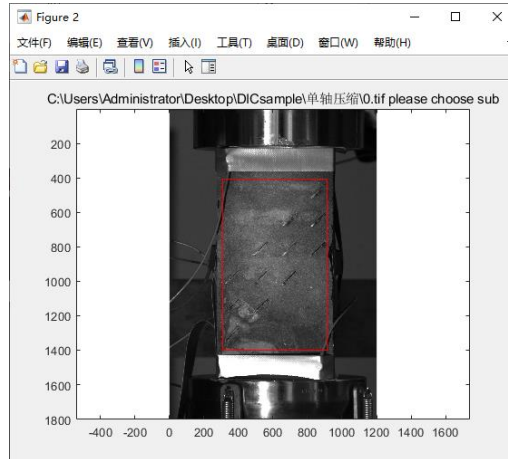 Figure 2
文件(F) 编辑(E) 查看(V) 插入(I) 工具(T) 桌面(D) 窗口(W) 帮助(H)
C:\Users\Administrator\Desktop\DICsample\单轴压缩\0.tif please choose sub
200
400
600
800
1000
1200
1400
1600
1800
-400 -200 0 200 400 600 800 1000 1200 1400 1600